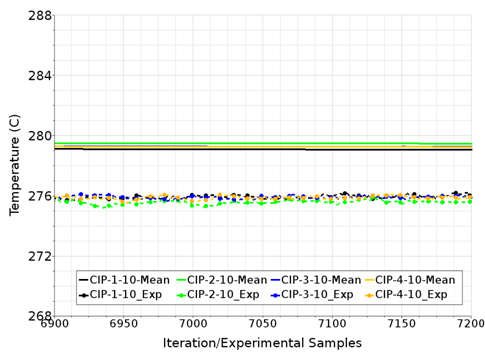 288
284
280
276
272
268
Temperature (C)
CIP-1-10-Mean CIP-2-10-Mean CIP-3-10-Mean CIP-4-10-Mean
CIP-1-10_Exp CIP-2-10_Exp CIP-3-10_Exp CIP-4-10_Exp
6900 6950 7000 7050 7100 7150 7200
Iteration/Experimental Samples